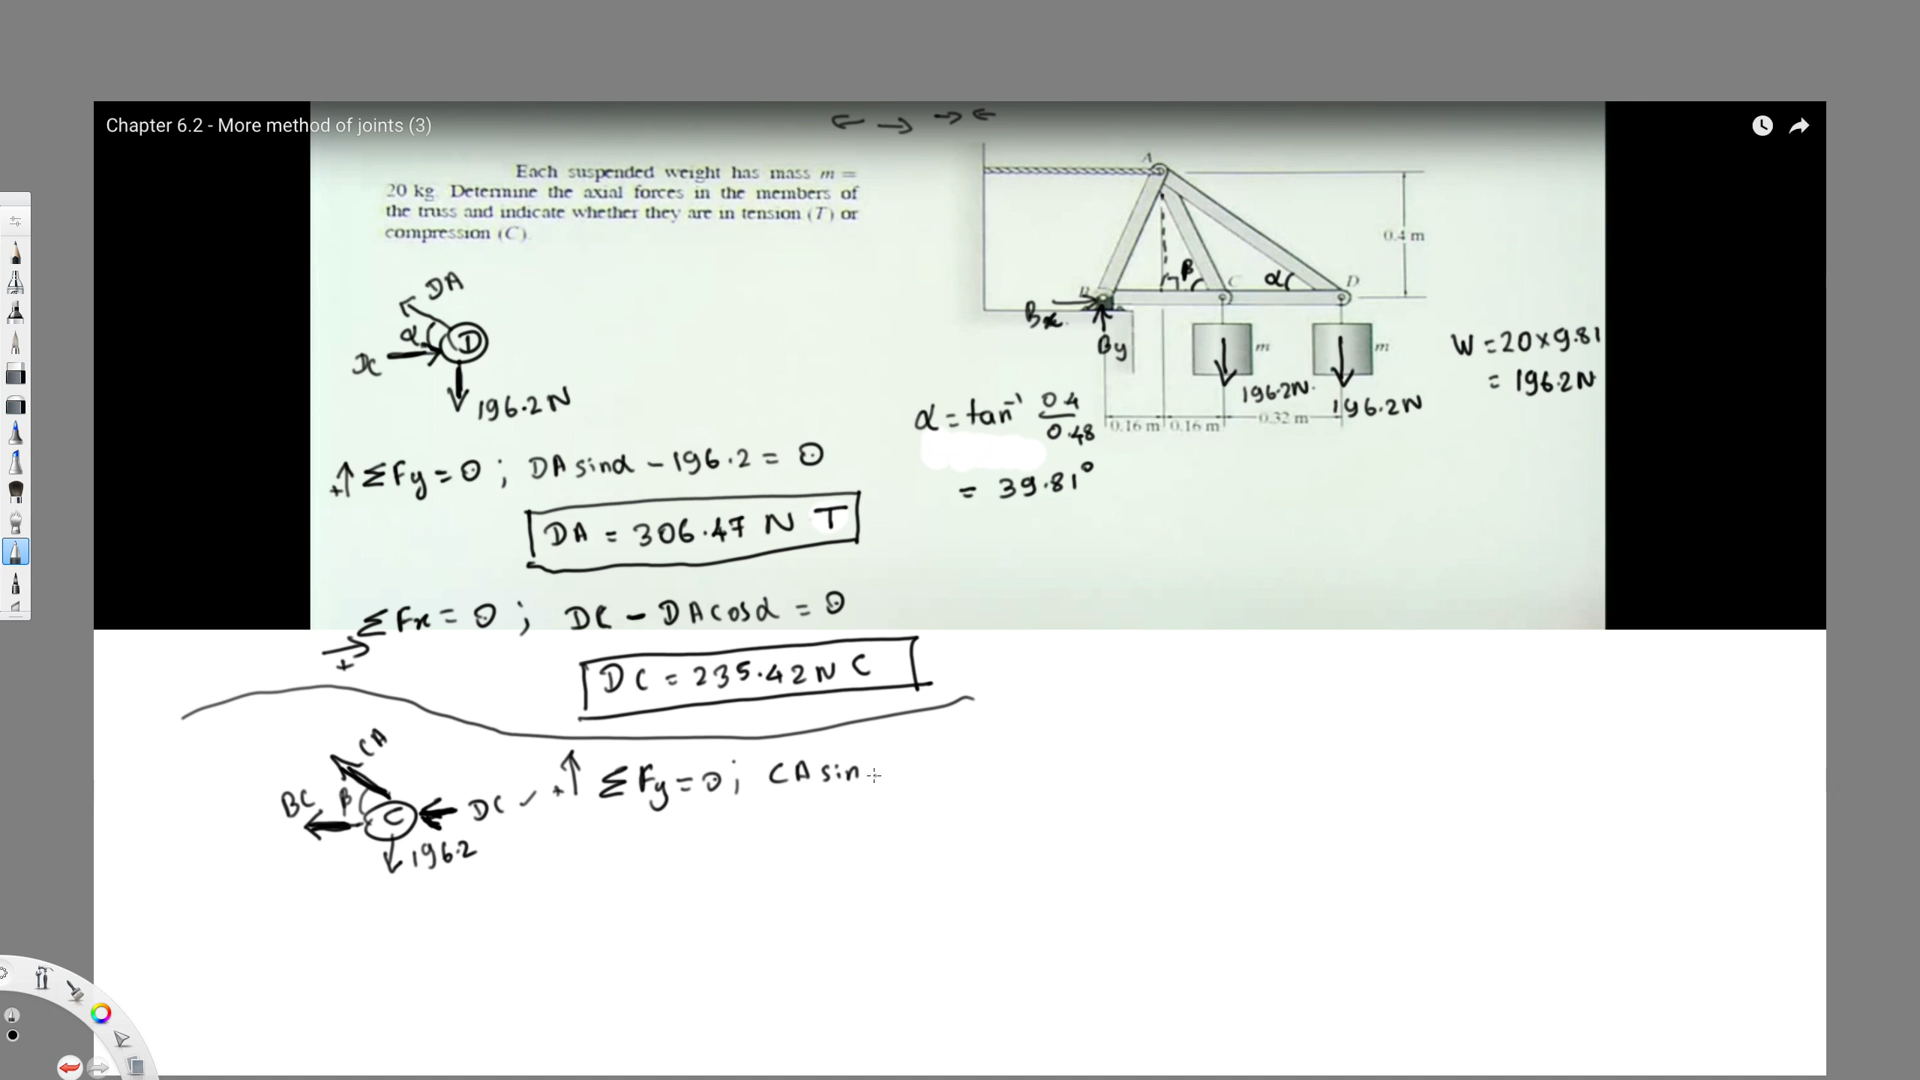 Chapter 6.2 - More method of joints (3)
Each suspended weight has mass m =
20 kg. Determine the axial forces in the members of
the truss and indicate whether they are in tension (T) or
compression (C).
A
0.4 m
B
C
D
β
α
Bx
By
m
m
196.2N
196.2N
0.16 m
0.16 m
0.32 m
W = 20×9.81
= 196.2N
DA
α
D
DC
196.2N
α = tan⁻¹ 0.4
0.48
= 39.81°
+↑ ΣFy = 0 ; DA sinα - 196.2 = 0
DA = 306.47 N T
→+ ΣFx = 0 ; DC - DA cosα = 0
DC = 235.42 N C
CA
BC
β
C
DC ✓
196.2
+↑ ΣFy = 0 ; CA sin